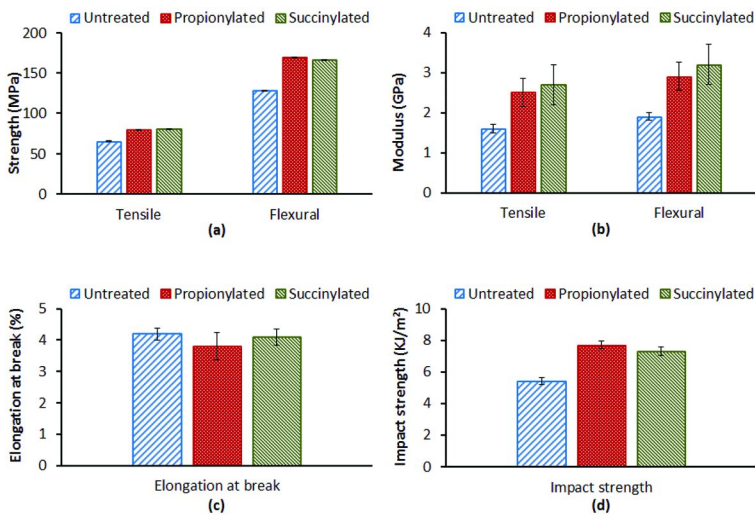 Untreated Propionylated Succinylated
Strength (MPa)
200
150
100
50
0
Tensile Flexural
(a)
Untreated Propionylated Succinylated
Modulus (GPa)
4
3
2
1
0
Tensile Flexural
(b)
Untreated Propionylated Succinylated
Elongation at break (%)
5
4
3
2
1
0
Elongation at break
(c)
Untreated Propionylated Succinylated
Impact strength (KJ/m²)
10
8
6
4
2
0
Impact strength
(d)